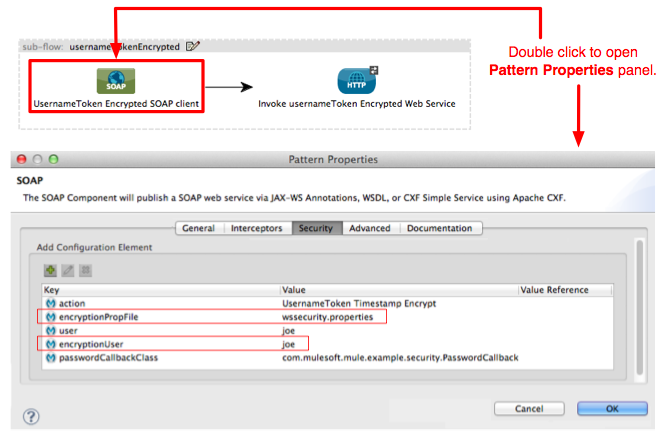 sub-flow: usernameTokenEncrypted
SOAP
UsernameToken Encrypted SOAP client
HTTP
Invoke usernameToken Encrypted Web Service
Double click to open
Pattern Properties panel.
Pattern Properties
SOAP
The SOAP Component will publish a SOAP web service via JAX-WS Annotations, WSDL, or CXF Simple Service using Apache CXF.
General Interceptors Security Advanced Documentation
Add Configuration Element
Key Value Value Reference
action UsernameToken Timestamp Encrypt
encryptionPropFile wssecurity.properties
user joe
encryptionUser joe
passwordCallbackClass com.mulesoft.mule.example.security.PasswordCallback
? Cancel OK